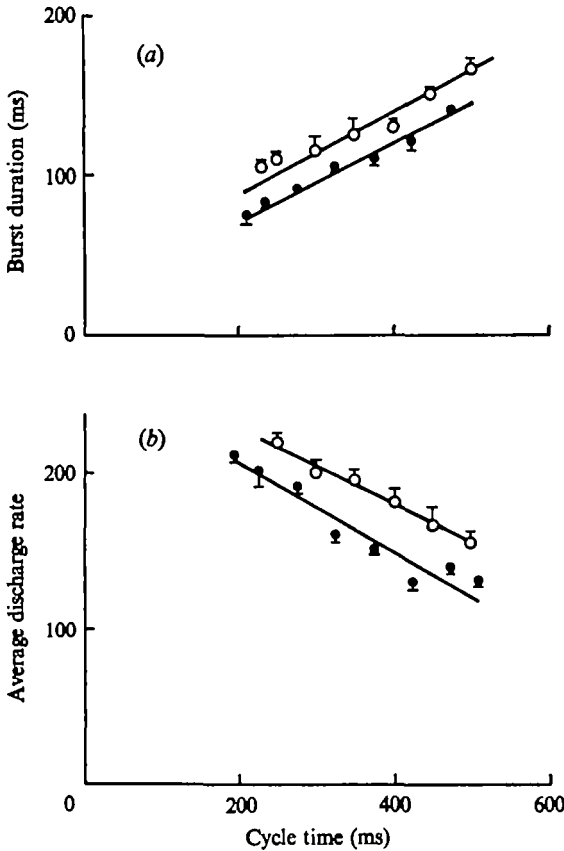 200
(a)
Burst duration (ms)
100
0
(b)
200
Average discharge rate
100
0
200
400
600
Cycle time (ms)